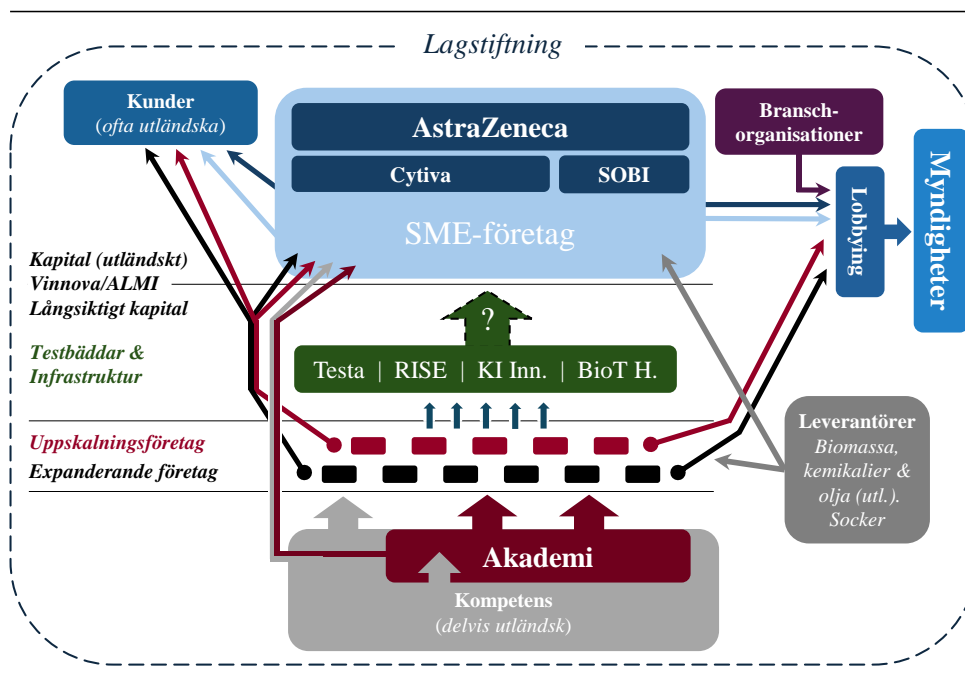 Lagstiftning
Kunder
(ofta utländska)
AstraZeneca
Cytiva
SOBI
SME-företag
Bransch-
organisationer
Lobbying
Myndigheter
Kapital (utländskt)
Vinnova/ALMI
Långsiktigt kapital
?
Testbäddar &
Infrastruktur
Testa | RISE | KI Inn. | BioT H.
Uppskalningsföretag
Expanderande företag
Leverantörer
Biomassa,
kemikalier &
olja (utl.).
Socker
Akademi
Kompetens
(delvis utländsk)